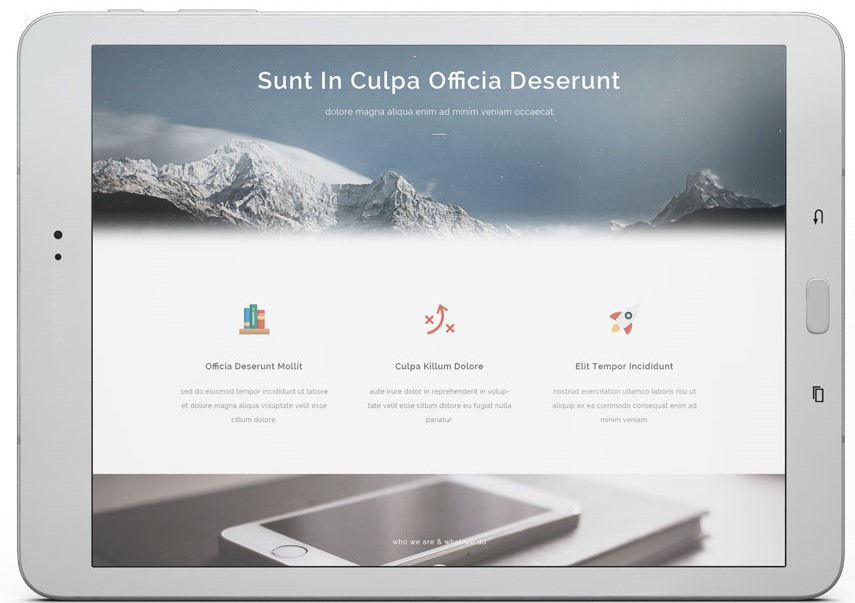 Sunt In Culpa Officia Deserunt
dolore magna aliqua enim ad minim veniam occaecat
Officia Deserunt Mollit
sed do eiusmod tempor incididunt ut labore
et dolore magna aliqua voluptate velit esse
cillum dolore.
Culpa Killum Dolore
aute irure dolor in reprehenderit in volup-
tate velit esse cillum dolore eu fugiat nulla
pariatur.
Elit Tempor Incididunt
nostrud exercitation ullamco laboris nisi ut
aliquip ex ea commodo consequat enim ad
minim veniam
who we are & what we do